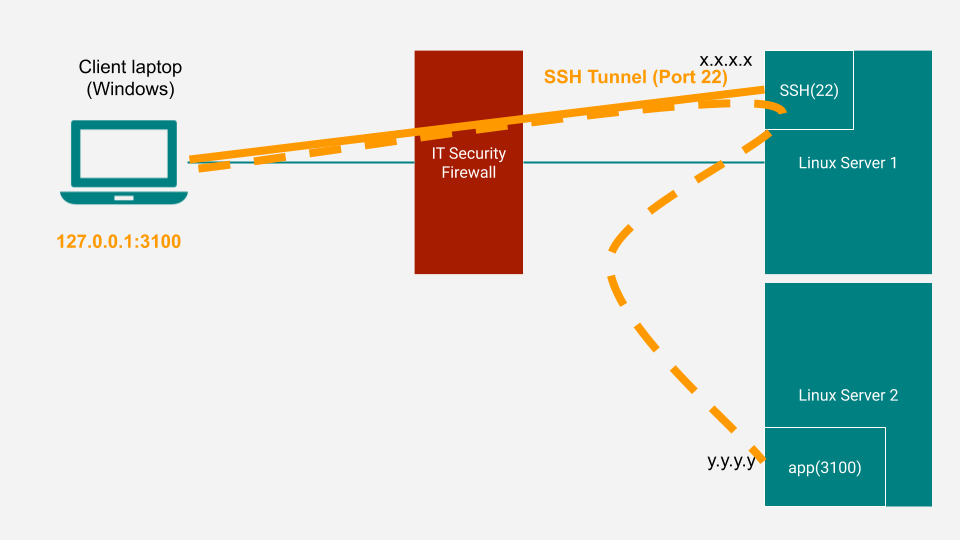 Client laptop
(Windows)
127.0.0.1:3100
IT Security
Firewall
x.x.x.x
SSH Tunnel (Port 22)
SSH(22)
Linux Server 1
Linux Server 2
y.y.y.y
app(3100)